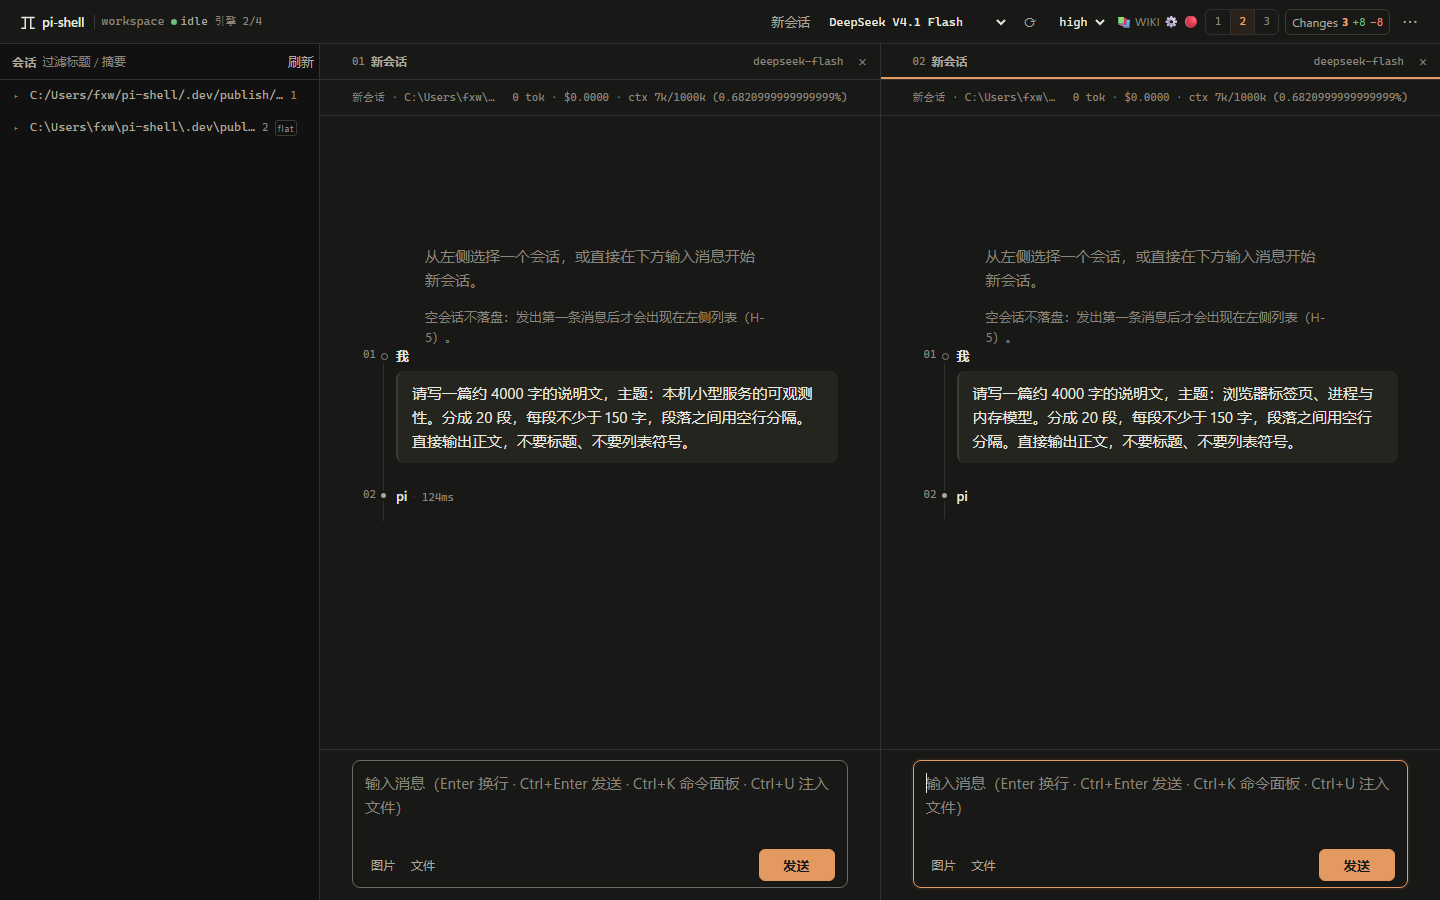 pi-shell workspace idle 引擎 2/4 新会话 DeepSeek V4.1 Flash high WIKI 1 2 3 Changes 3 +8 −8 ···
会话 过滤标题 / 摘要 刷新
C:/Users/fxw/pi-shell/.dev/publish/… 1
C:\Users\fxw\pi-shell\.dev\publ… 2 flat
01 新会话 deepseek-flash ×
新会话 · C:\Users\fxw\… 0 tok · $0.0000 · ctx 7k/1000k (0.6820999999999999%)
从左侧选择一个会话，或直接在下方输入消息开始
新会话。
空会话不落盘：发出第一条消息后才会出现在左侧列表（H-
5）。
01 我
请写一篇约 4000 字的说明文，主题：本机小型服务的可观测
性。分成 20 段，每段不少于 150 字，段落之间用空行分隔。
直接输出正文，不要标题、不要列表符号。
02 pi · 124ms
输入消息（Enter 换行 · Ctrl+Enter 发送 · Ctrl+K 命令面板 · Ctrl+U 注入
文件）
图片 文件 发送
02 新会话 deepseek-flash ×
新会话 · C:\Users\fxw\… 0 tok · $0.0000 · ctx 7k/1000k (0.6820999999999999%)
从左侧选择一个会话，或直接在下方输入消息开始
新会话。
空会话不落盘：发出第一条消息后才会出现在左侧列表（H-
5）。
01 我
请写一篇约 4000 字的说明文，主题：浏览器标签页、进程与
内存模型。分成 20 段，每段不少于 150 字，段落之间用空行
分隔。直接输出正文，不要标题、不要列表符号。
02 pi
输入消息（Enter 换行 · Ctrl+Enter 发送 · Ctrl+K 命令面板 · Ctrl+U 注入
文件）
图片 文件 发送